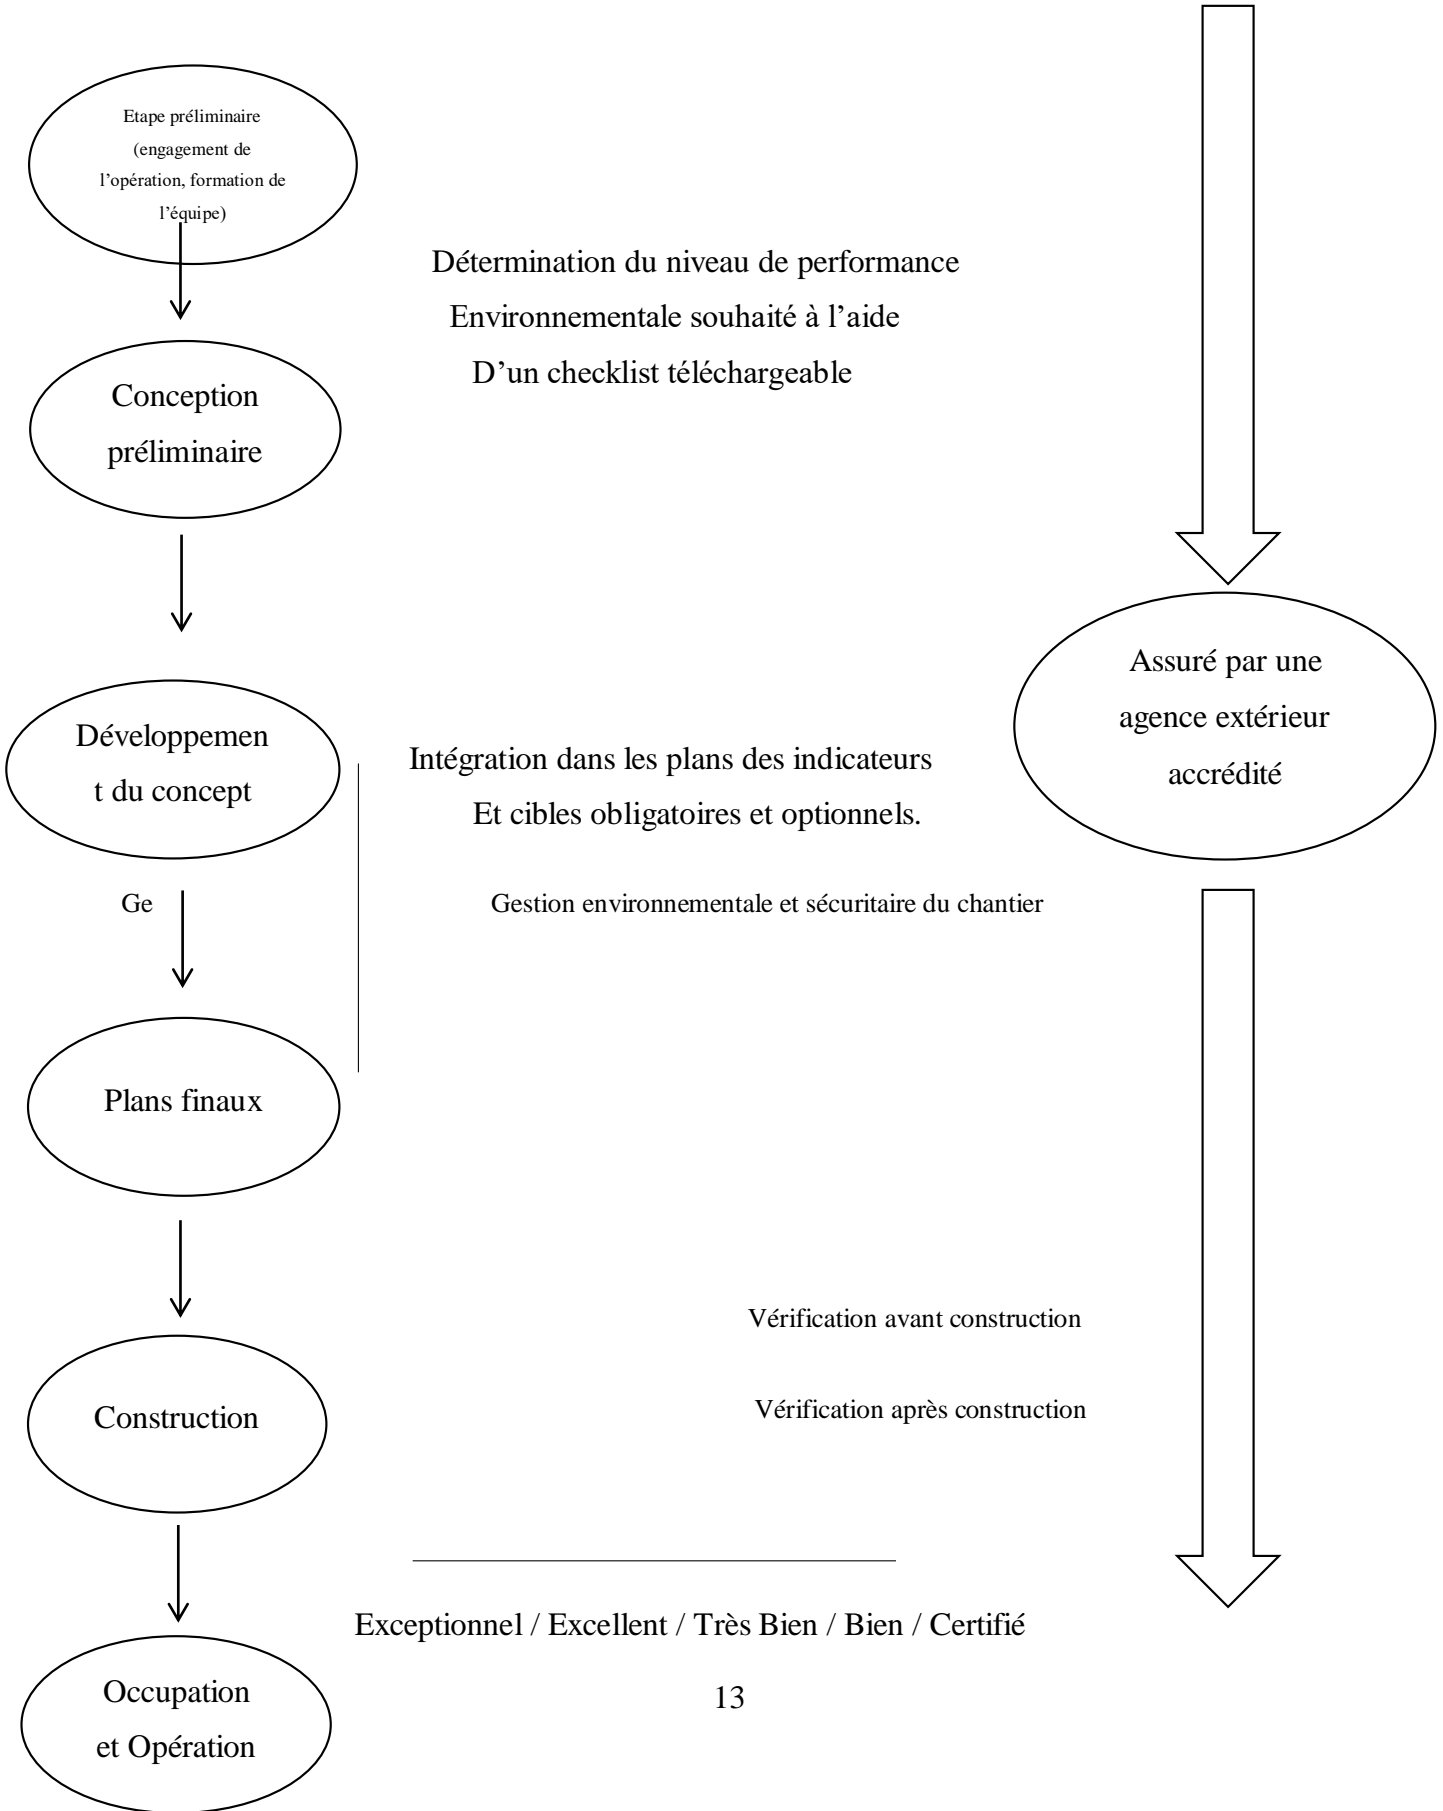 Etape préliminaire
(engagement de
l’opération, formation de
l’équipe)
Détermination du niveau de performance
Environnementale souhaité à l’aide
D’un checklist téléchargeable
Conception
préliminaire
Assuré par une
agence extérieur
accrédité
Développemen
t du concept
Intégration dans les plans des indicateurs
Et cibles obligatoires et optionnels.
Ge
Gestion environnementale et sécuritaire du chantier
Plans finaux
Vérification avant construction
Construction
Vérification après construction
Exceptionnel / Excellent / Très Bien / Bien / Certifié
Occupation
et Opération
13